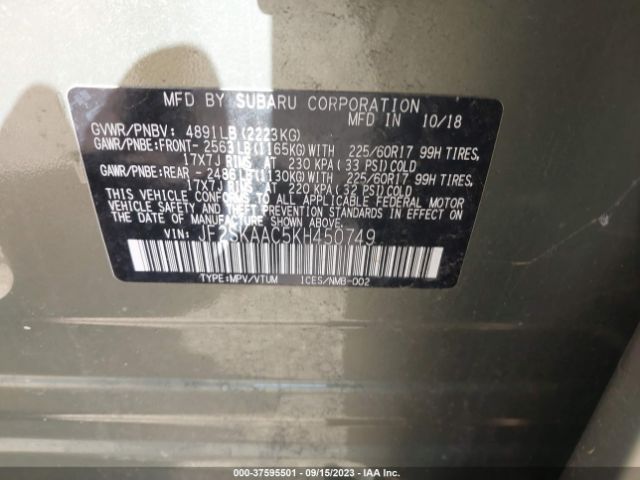 MFD BY SUBARU CORPORATION
MFD IN 10/18
GVWR/PNBV: 4891LB(2223KG)
GAWR/PNBE:FRONT- 2563LB(1165KG)WITH 225/60R17 99H TIRES,
17X7J RIMS, AT 230 KPA(33 PSI)COLD
GAWR/PNBE:REAR - 2486LB(1130KG)WITH 225/60R17 99H TIRES,
17X7J RIMS, AT 220 KPA(32 PSI)COLD
THIS VEHICLE CONFORMS TO ALL APPLICABLE FEDERAL MOTOR
VEHICLE SAFETY, BUMPER, AND THEFT PREVENTION STANDARDS
IN EFFECT ON THE DATE OF MANUFACTURE SHOWN ABOVE.
VIN: JF2SKAAC5KH450749
TYPE:MPV/VTUM ICES/NMB-002
000-37595501 - 09/15/2023 - IAA Inc.